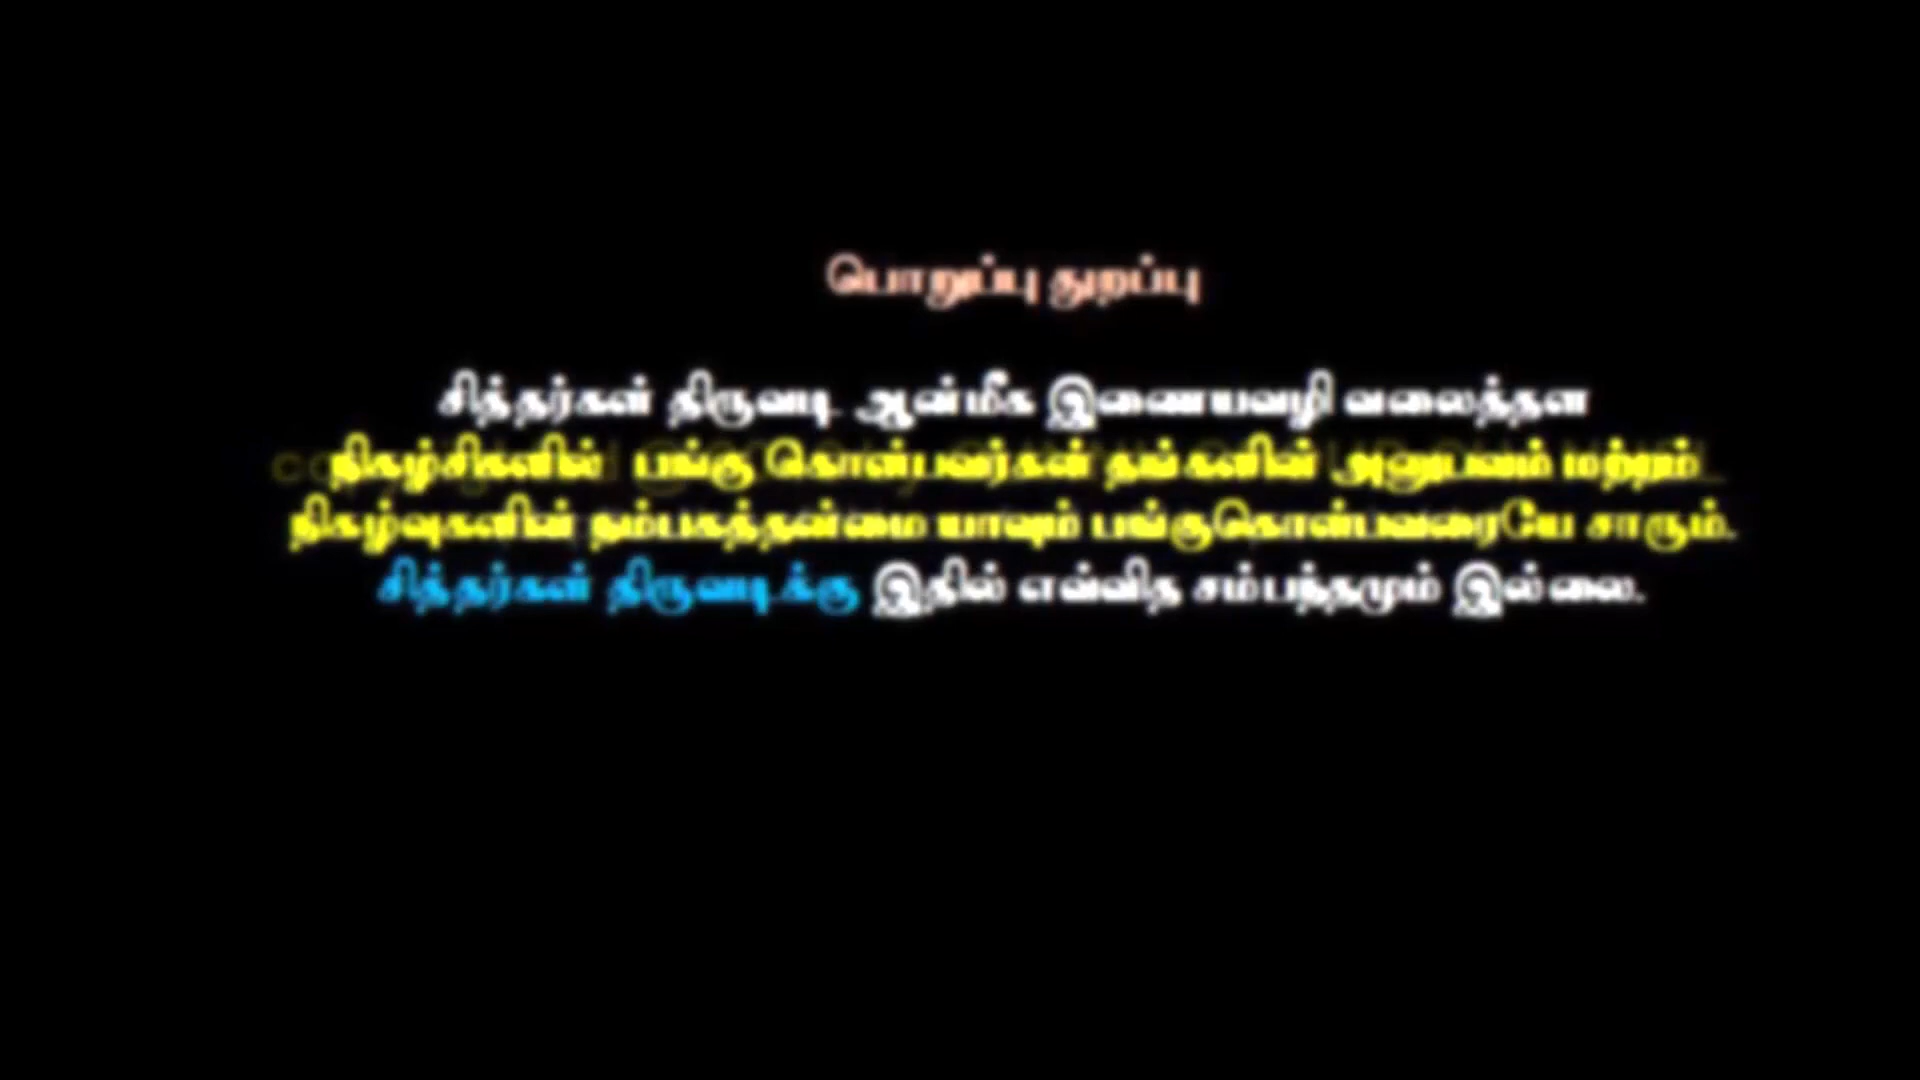 பொறுப்பு துறப்பு
சித்தர்கள் திருவடி ஆன்மீக இணையவழி வலைத்தள
நிகழ்சிகளில் பங்கு கொள்பவர்கள் தங்களின் அனுபவம் மற்றும்
நிகழ்வுகளின் நம்பகத்தன்மை யாவும் பங்குகொள்பவரையே சாரும்.
சித்தர்கள் திருவடிக்கு இதில் எவ்வித சம்பந்தமும் இல்லை.